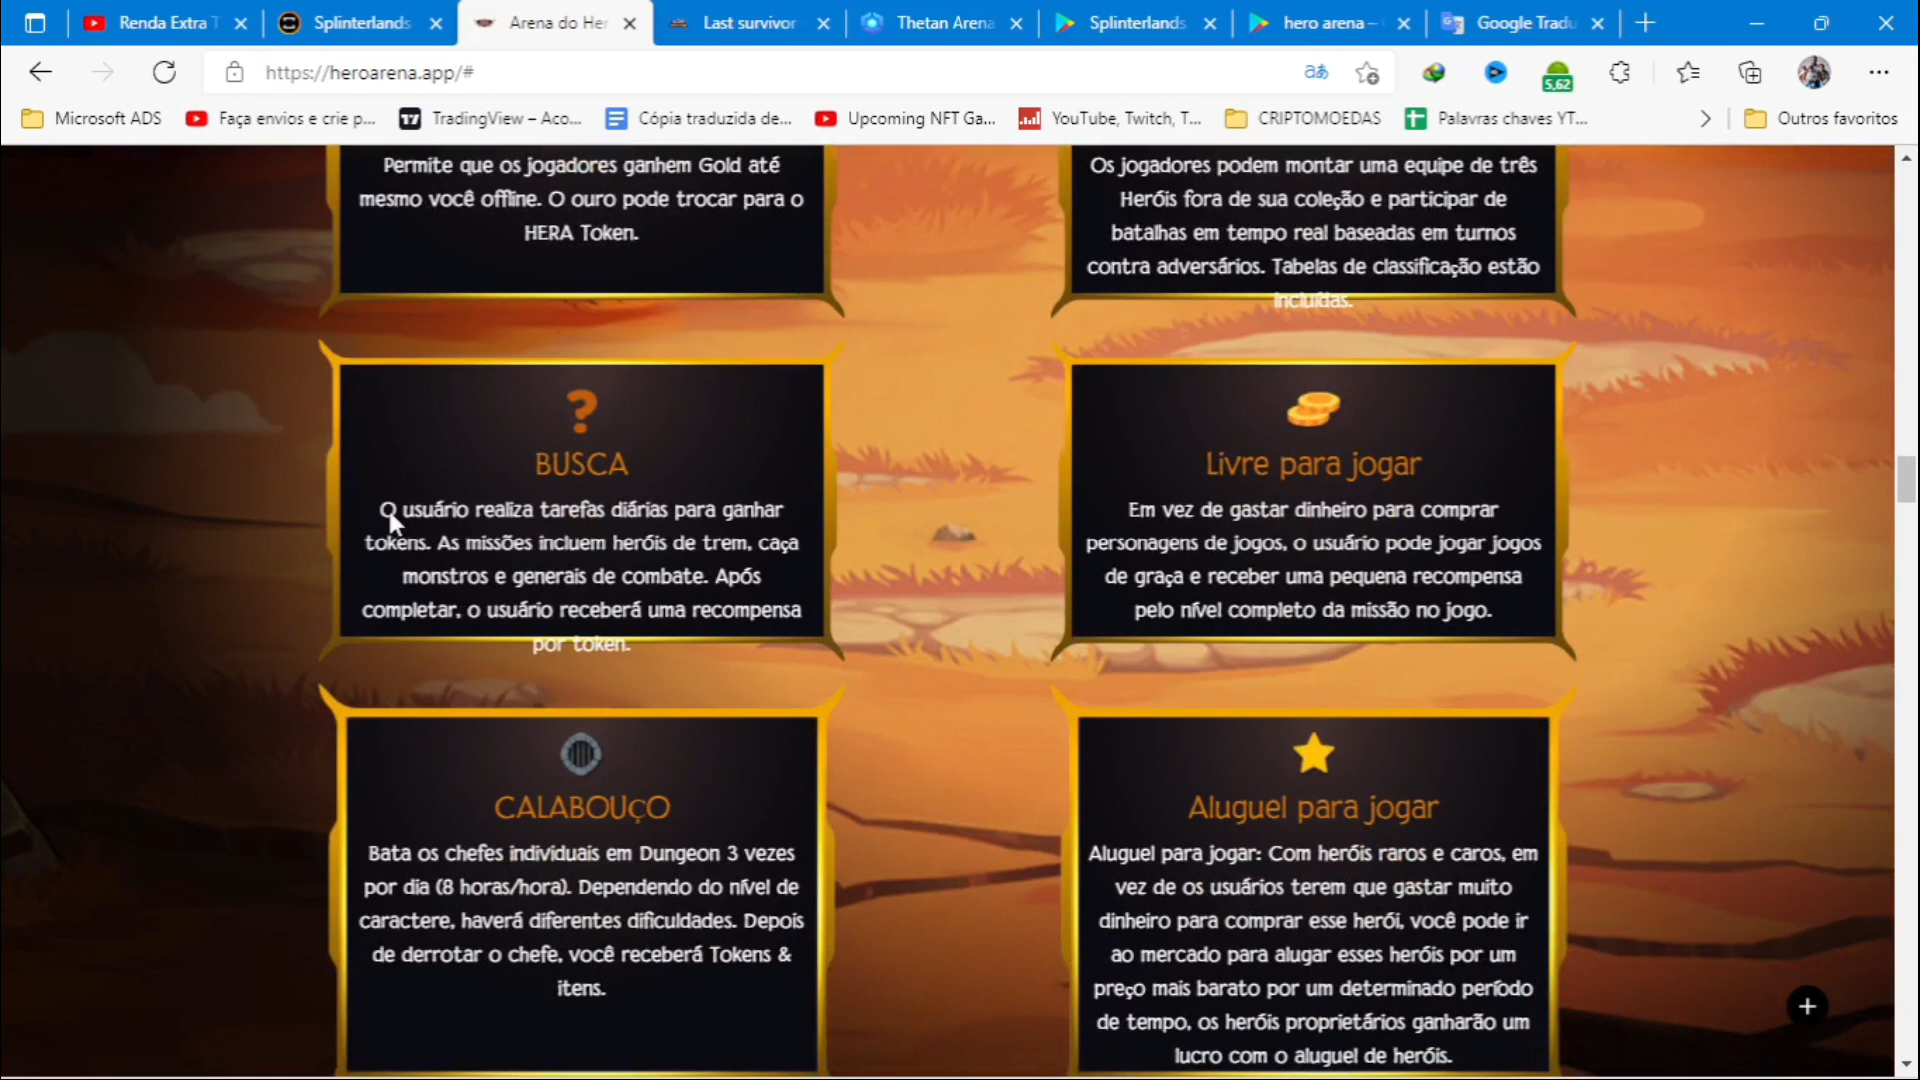 Renda Extra T
Splinterlands
Arena do Her
Last survivor
Thetan Arena
Splinterlands
hero arena –
Google Tradu
https://heroarena.app/#
5,62
Microsoft ADS
Faça envios e crie p...
TradingView – Aco...
Cópia traduzida de...
Upcoming NFT Ga...
YouTube, Twitch, T...
CRIPTOMOEDAS
Palavras chaves YT...
Outros favoritos
Permite que os jogadores ganhem Gold até
mesmo você offline. O ouro pode trocar para o
HERA Token.
Os jogadores podem montar uma equipe de três
Heróis fora de sua coleção e participar de
batalhas em tempo real baseadas em turnos
contra adversários. Tabelas de classificação estão
incluídas.
?
BUSCA
O usuário realiza tarefas diárias para ganhar
tokens. As missões incluem heróis de trem, caça
monstros e generais de combate. Após
completar, o usuário receberá uma recompensa
por token.
Livre para jogar
Em vez de gastar dinheiro para comprar
personagens de jogos, o usuário pode jogar jogos
de graça e receber uma pequena recompensa
pelo nível completo da missão no jogo.
CALABOUçO
Bata os chefes individuais em Dungeon 3 vezes
por dia (8 horas/hora). Dependendo do nível de
caractere, haverá diferentes dificuldades. Depois
de derrotar o chefe, você receberá Tokens &
itens.
Aluguel para jogar
Aluguel para jogar: Com heróis raros e caros, em
vez de os usuários terem que gastar muito
dinheiro para comprar esse herói, você pode ir
ao mercado para alugar esses heróis por um
preço mais barato por um determinado período
de tempo, os heróis proprietários ganharão um
lucro com o aluguel de heróis.